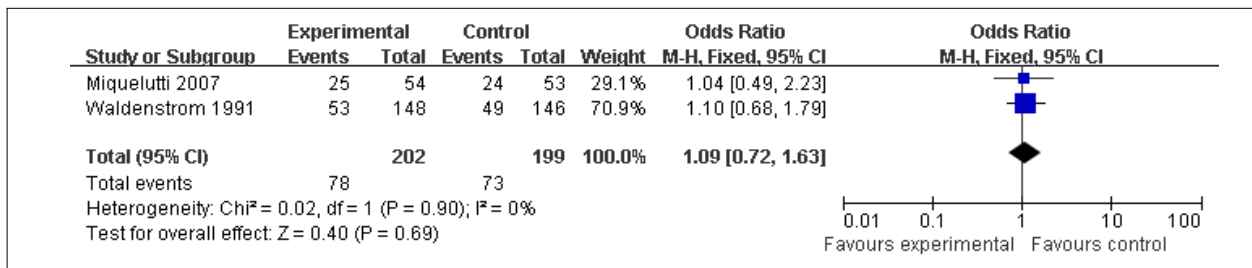 Experimental Control Odds Ratio Odds Ratio
Study or Subgroup Events Total Events Total Weight M-H, Fixed, 95% CI M-H, Fixed, 95% CI
Miquelutti 2007 25 54 24 53 29.1% 1.04 [0.49, 2.23]
Waldenstrom 1991 53 148 49 146 70.9% 1.10 [0.68, 1.79]
Total (95% CI) 202 199 100.0% 1.09 [0.72, 1.63]
Total events 78 73
Heterogeneity: Chi² = 0.02, df = 1 (P = 0.90); I² = 0%
Test for overall effect: Z = 0.40 (P = 0.69)
0.01 0.1 1 10 100
Favours experimental Favours control